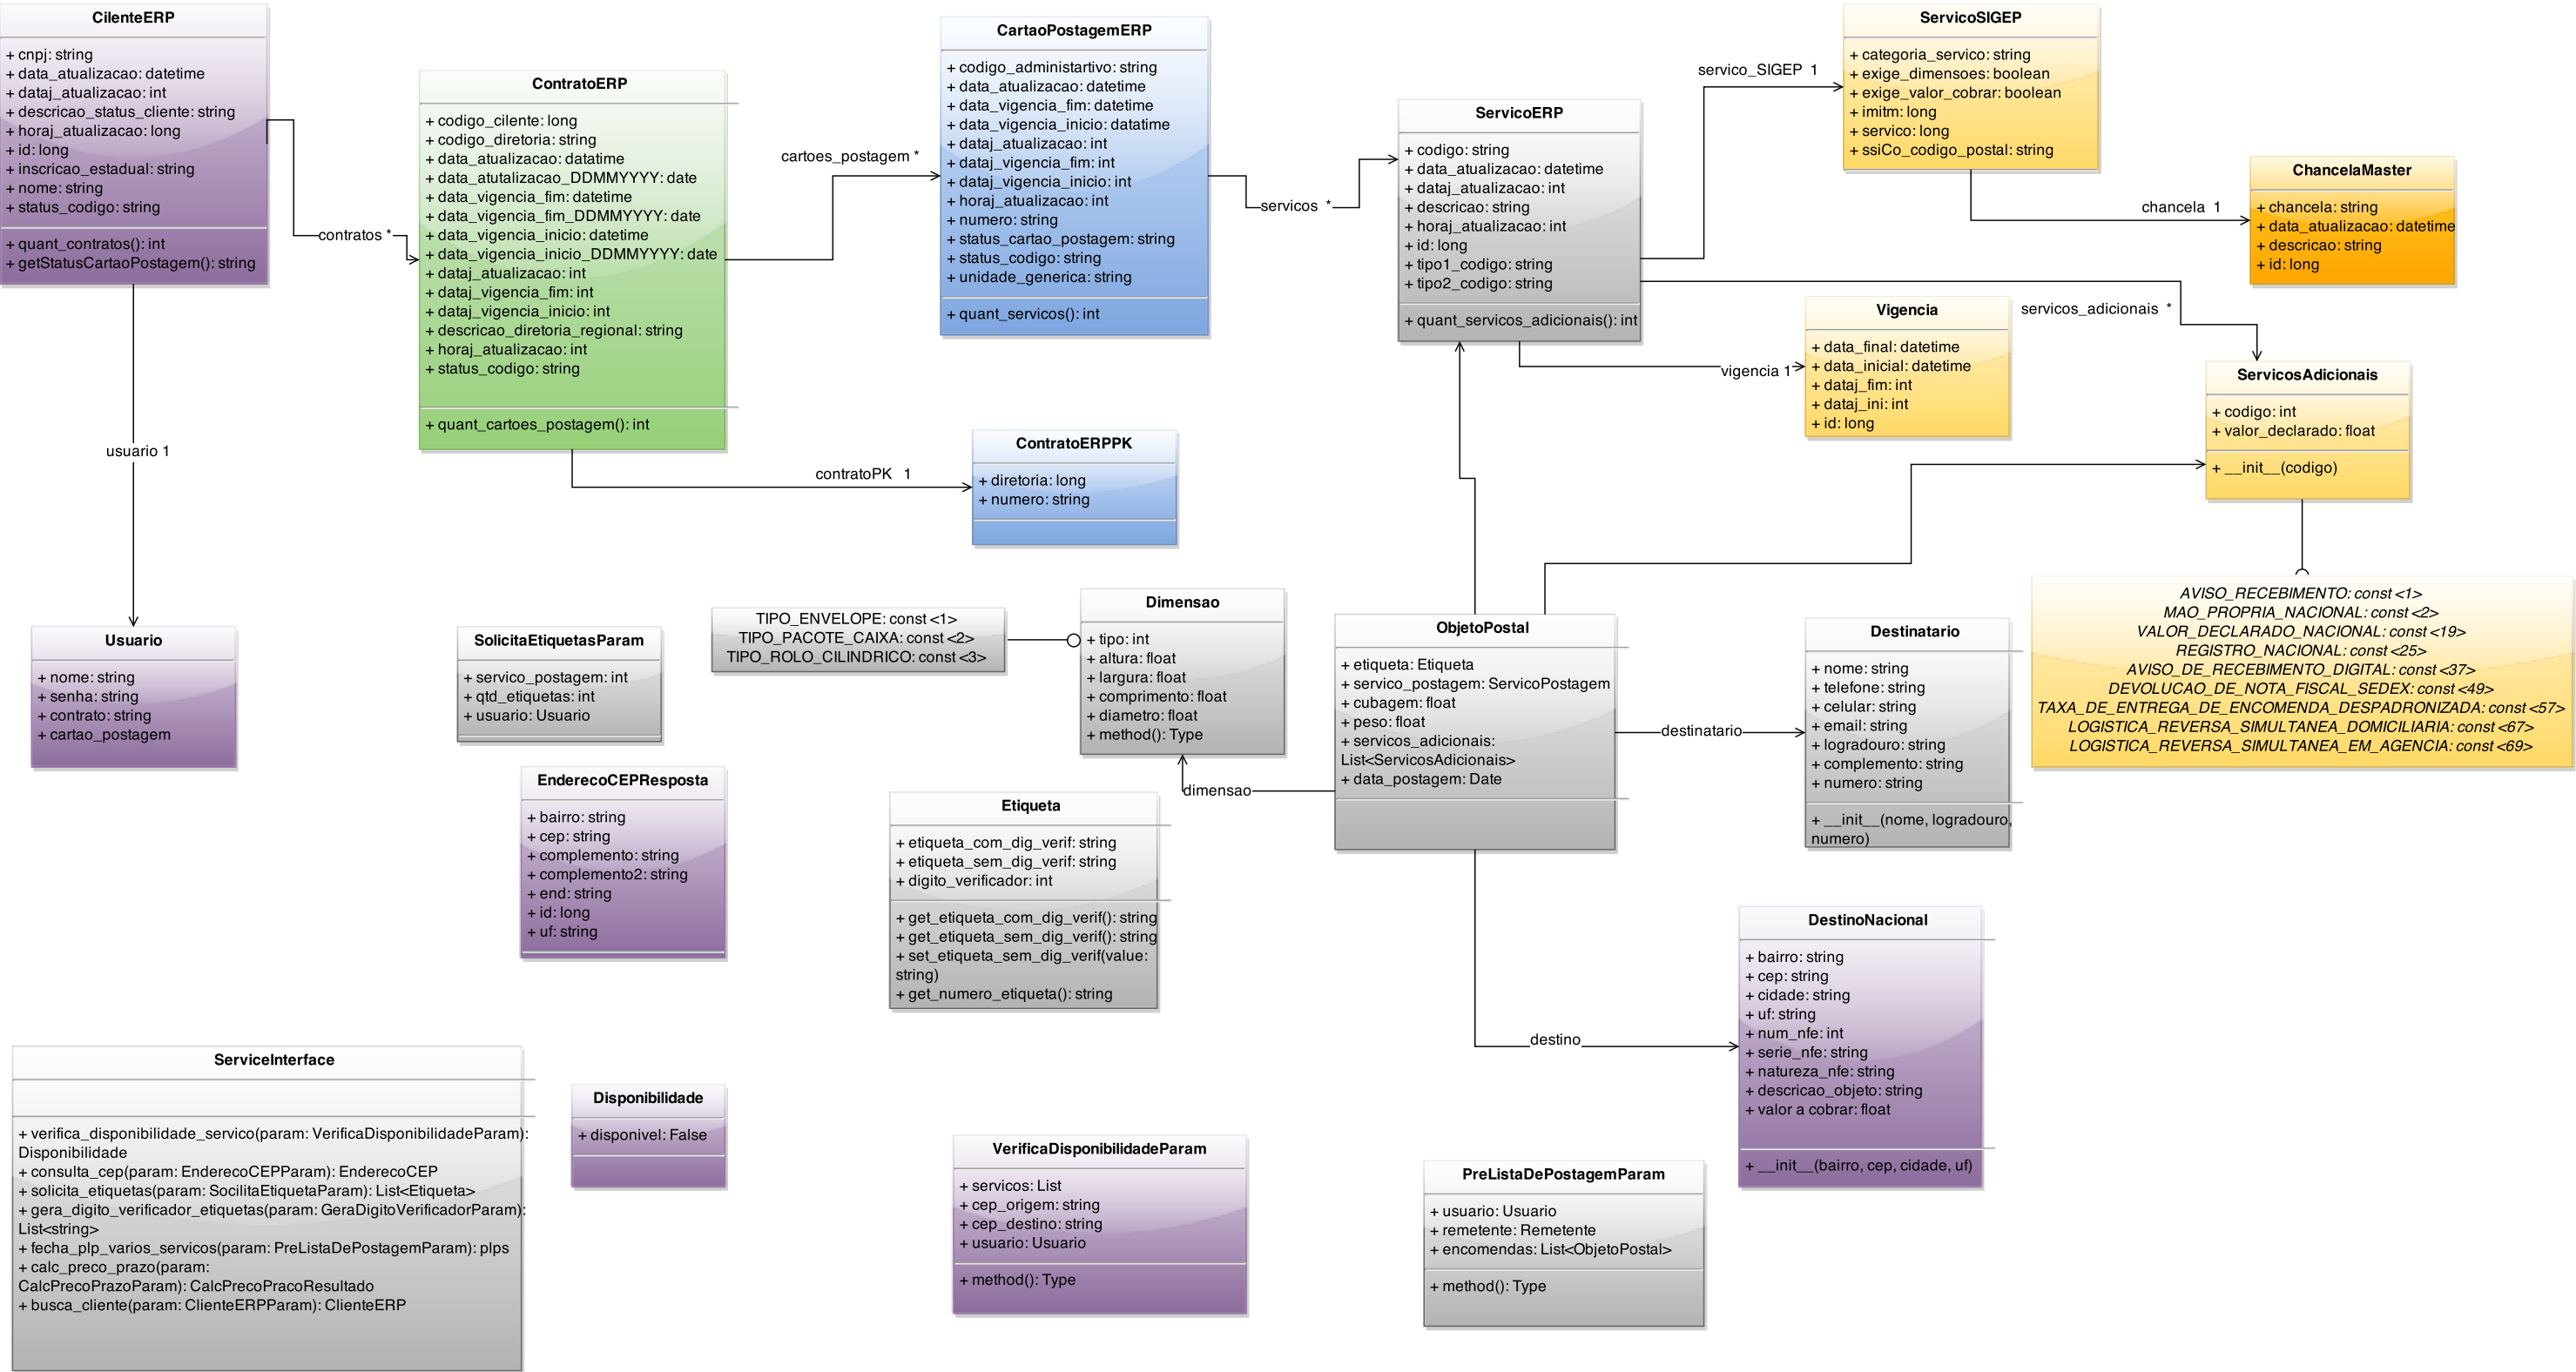 CilenteERP
+ cnpj: string
+ data_atualizacao: datetime
+ dataj_atualizacao: int
+ descricao_status_cliente: string
+ horaj_atualizacao: long
+ id: long
+ inscricao_estadual: string
+ nome: string
+ status_codigo: string
+ quant_contratos(): int
+ getStatusCartaoPostagem(): string
contratos *
usuario 1
ContratoERP
+ codigo_cilente: long
+ codigo_diretoria: string
+ data_atualizacao: datatime
+ data_atutalizacao_DDMMYYYY: date
+ data_vigencia_fim: datetime
+ data_vigencia_fim_DDMMYYYY: date
+ data_vigencia_inicio: datetime
+ data_vigencia_inicio_DDMMYYYY: date
+ dataj_atualizacao: int
+ dataj_vigencia_fim: int
+ dataj_vigencia_inicio: int
+ descricao_diretoria_regional: string
+ horaj_atualizacao: int
+ status_codigo: string
+ quant_cartoes_postagem(): int
cartoes_postagem *
contratoPK 1
CartaoPostagemERP
+ codigo_administartivo: string
+ data_atualizacao: datetime
+ data_vigencia_fim: datetime
+ data_vigencia_inicio: datatime
+ dataj_atualizacao: int
+ dataj_vigencia_fim: int
+ dataj_vigencia_inicio: int
+ horaj_atualizacao: int
+ numero: string
+ status_cartao_postagem: string
+ status_codigo: string
+ unidade_generica: string
+ quant_servicos(): int
servicos *
ContratoERPPK
+ diretoria: long
+ numero: string
ServicoERP
+ codigo: string
+ data_atualizacao: datetime
+ dataj_atualizacao: int
+ descricao: string
+ horaj_atualizacao: int
+ id: long
+ tipo1_codigo: string
+ tipo2_codigo: string
+ quant_servicos_adicionais(): int
servico_SIGEP 1
vigencia 1
servicos_adicionais *
ServicoSIGEP
+ categoria_servico: string
+ exige_dimensoes: boolean
+ exige_valor_cobrar: boolean
+ imitm: long
+ servico: long
+ ssiCo_codigo_postal: string
chancela 1
ChancelaMaster
+ chancela: string
+ data_atualizacao: datetime
+ descricao: string
+ id: long
Vigencia
+ data_final: datetime
+ data_inicial: datetime
+ dataj_fim: int
+ dataj_ini: int
+ id: long
ServicosAdicionais
+ codigo: int
+ valor_declarado: float
+ __init__(codigo)
AVISO_RECEBIMENTO: const <1>
MAO_PROPRIA_NACIONAL: const <2>
VALOR_DECLARADO_NACIONAL: const <19>
REGISTRO_NACIONAL: const <25>
AVISO_DE_RECEBIMENTO_DIGITAL: const <37>
DEVOLUCAO_DE_NOTA_FISCAL_SEDEX: const <49>
TAXA_DE_ENTREGA_DE_ENCOMENDA_DESPADRONIZADA: const <57>
LOGISTICA_REVERSA_SIMULTANEA_DOMICILIARIA: const <67>
LOGISTICA_REVERSA_SIMULTANEA_EM_AGENCIA: const <69>
Usuario
+ nome: string
+ senha: string
+ contrato: string
+ cartao_postagem
SolicitaEtiquetasParam
+ servico_postagem: int
+ qtd_etiquetas: int
+ usuario: Usuario
TIPO_ENVELOPE: const <1>
TIPO_PACOTE_CAIXA: const <2>
TIPO_ROLO_CILINDRICO: const <3>
Dimensao
+ tipo: int
+ altura: float
+ largura: float
+ comprimento: float
+ diametro: float
+ method(): Type
dimensao
ObjetoPostal
+ etiqueta: Etiqueta
+ servico_postagem: ServicoPostagem
+ cubagem: float
+ peso: float
+ servicos_adicionais:
List<ServicosAdicionais>
+ data_postagem: Date
destinatario
destino
Destinatario
+ nome: string
+ telefone: string
+ celular: string
+ email: string
+ logradouro: string
+ complemento: string
+ numero: string
+ __init__(nome, logradouro,
numero)
EnderecoCEPResposta
+ bairro: string
+ cep: string
+ complemento: string
+ complemento2: string
+ end: string
+ id: long
+ uf: string
Etiqueta
+ etiqueta_com_dig_verif: string
+ etiqueta_sem_dig_verif: string
+ digito_verificador: int
+ get_etiqueta_com_dig_verif(): string
+ get_etiqueta_sem_dig_verif(): string
+ set_etiqueta_sem_dig_verif(value:
string)
+ get_numero_etiqueta(): string
DestinoNacional
+ bairro: string
+ cep: string
+ cidade: string
+ uf: string
+ num_nfe: int
+ serie_nfe: string
+ natureza_nfe: string
+ descricao_objeto: string
+ valor a cobrar: float
+ __init__(bairro, cep, cidade, uf)
ServiceInterface
+ verifica_disponibilidade_servico(param: VerificaDisponibilidadeParam):
Disponibilidade
+ consulta_cep(param: EnderecoCEPParam): EnderecoCEP
+ solicita_etiquetas(param: SocilitaEtiquetaParam): List<Etiqueta>
+ gera_digito_verificador_etiquetas(param: GeraDigitoVerificadorParam):
List<string>
+ fecha_plp_varios_servicos(param: PreListaDePostagemParam): plps
+ calc_preco_prazo(param:
CalcPrecoPrazoParam): CalcPrecoPracoResultado
+ busca_cliente(param: ClienteERPParam): ClienteERP
Disponibilidade
+ disponivel: False
VerificaDisponibilidadeParam
+ servicos: List
+ cep_origem: string
+ cep_destino: string
+ usuario: Usuario
+ method(): Type
PreListaDePostagemParam
+ usuario: Usuario
+ remetente: Remetente
+ encomendas: List<ObjetoPostal>
+ method(): Type